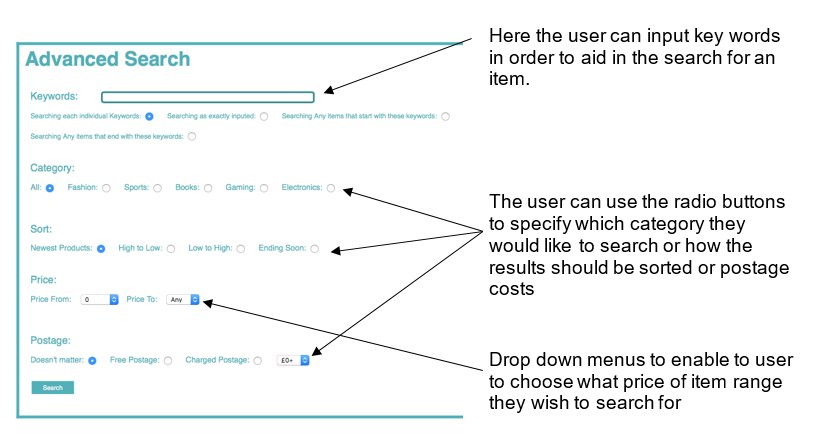 Advanced Search
Keywords:
Searching each individual Keywords: Searching as exactly inputed: Searching Any items that start with these keywords:
Searching Any items that end with these keywords:
Category:
All: Fashion: Sports: Books: Gaming: Electronics:
Sort:
Newest Products: High to Low: Low to High: Ending Soon:
Price:
Price From: 0 Price To: Any
Postage:
Doesn't matter: Free Postage: Charged Postage: £0+
Search
Here the user can input key words
in order to aid in the search for an
item.
The user can use the radio buttons
to specify which category they
would like to search or how the
results should be sorted or postage
costs
Drop down menus to enable to user
to choose what price of item range
they wish to search for